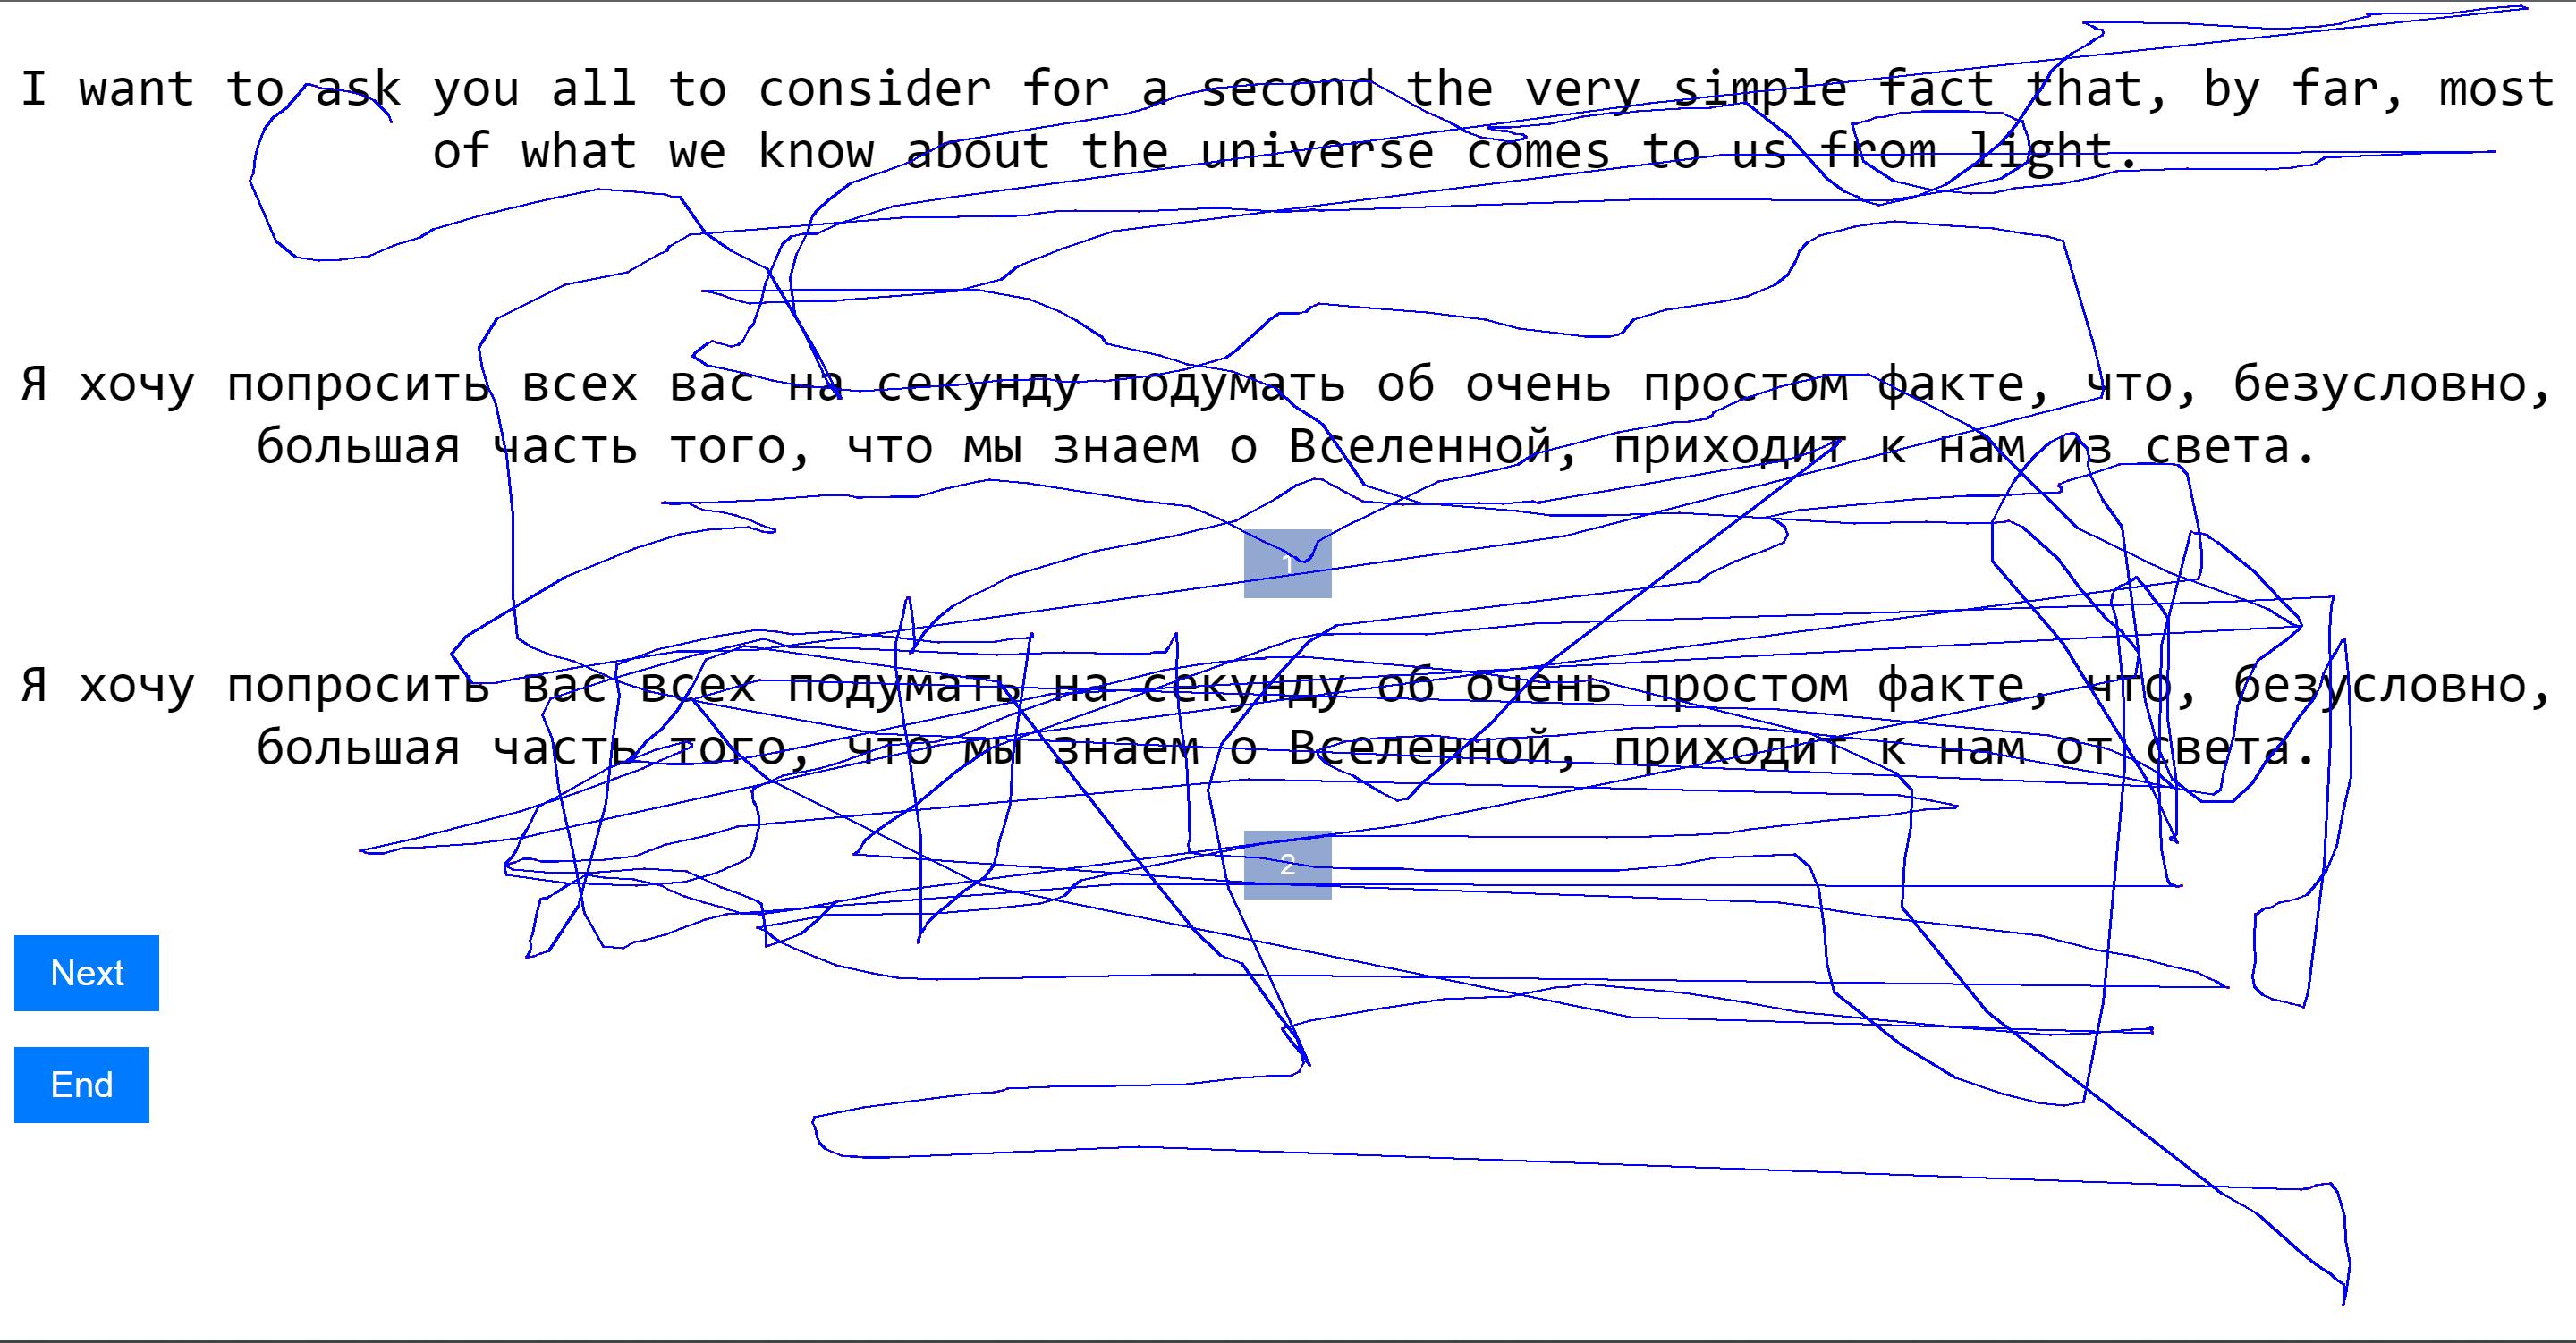 I want to ask you all to consider for a second the very simple fact that, by far, most
of what we know about the universe comes to us from light.
Я хочу попросить всех вас на секунду подумать об очень простом факте, что, безусловно,
большая часть того, что мы знаем о Вселенной, приходит к нам из света.
1
Я хочу попросить вас всех подумать на секунду об очень простом факте, что, безусловно,
большая часть того, что мы знаем о Вселенной, приходит к нам от света.
2
Next
End